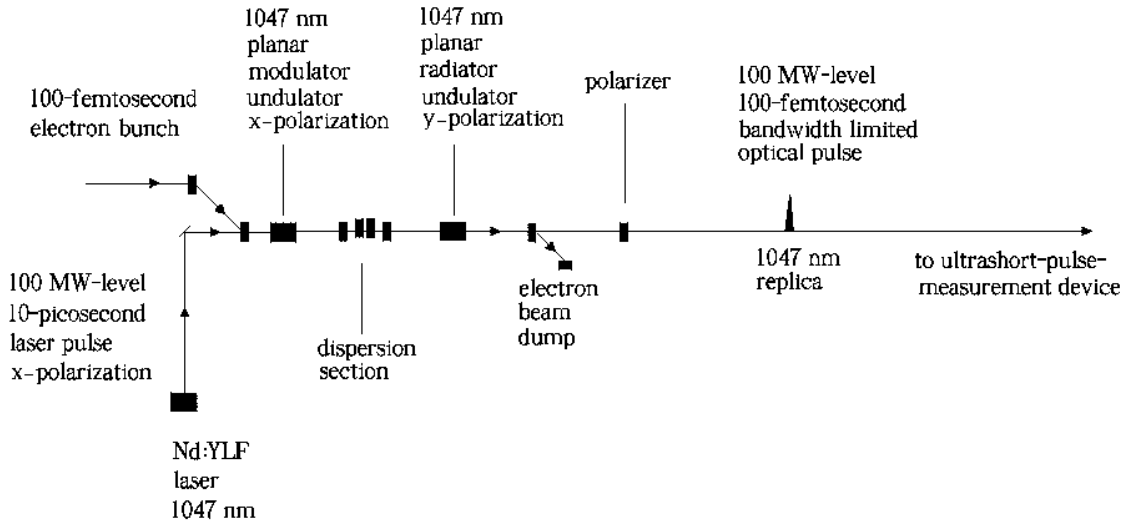 100-femtosecond
electron bunch
1047 nm
planar
modulator
undulator
x-polarization
1047 nm
planar
radiator
undulator
y-polarization
polarizer
100 MW-level
100-femtosecond
bandwidth limited
optical pulse
100 MW-level
10-picosecond
laser pulse
x-polarization
dispersion
section
electron
beam
dump
1047 nm
replica
to ultrashort-pulse-
measurement device
Nd:YLF
laser
1047 nm